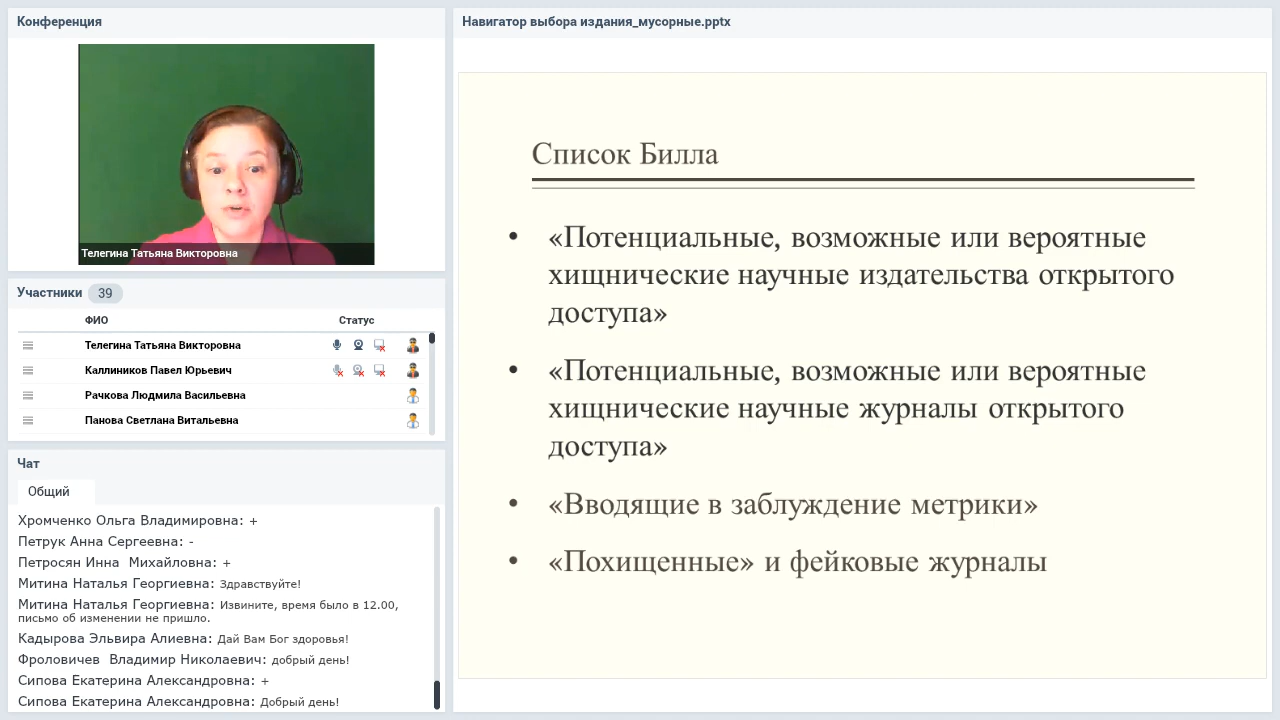 Конференция
Телегина Татьяна Викторовна
Участники 39
ФИО Статус
Телегина Татьяна Викторовна
Каллиников Павел Юрьевич
Рачкова Людмила Васильевна
Панова Светлана Витальевна
Чат
Общий
Хромченко Ольга Владимировна: +
Петрук Анна Сергеевна: -
Петросян Инна  Михайловна: +
Митина Наталья Георгиевна: Здравствуйте!
Митина Наталья Георгиевна: Извините, время было в 12.00,
письмо об изменении не пришло.
Кадырова Эльвира Алиевна: Дай Вам Бог здоровья!
Фроловичев  Владимир Николаевич: добрый день!
Сипова Екатерина Александровна: +
Сипова Екатерина Александровна: Добрый день!
Навигатор выбора издания_мусорные.pptx
Список Билла
• «Потенциальные, возможные или вероятные
хищнические научные издательства открытого
доступа»
• «Потенциальные, возможные или вероятные
хищнические научные журналы открытого
доступа»
• «Вводящие в заблуждение метрики»
• «Похищенные» и фейковые журналы